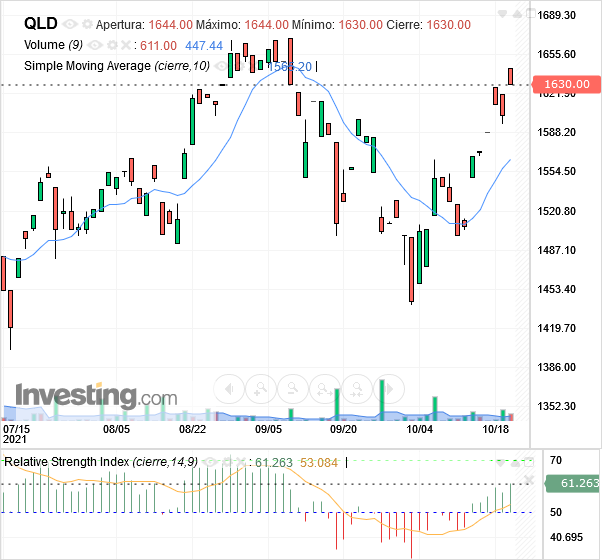 QLD Apertura: 1644.00 Máximo: 1644.00 Mínimo: 1630.00 Cierre: 1630.00
Volume (9) : 611.00 447.44
Simple Moving Average (cierre,10)
1689.30
1655.60
1630.00
1588.20
1554.50
1520.80
1487.10
1453.40
1419.70
1386.00
1352.30
Investing.com
07/15 08/05 08/22 09/05 09/20 10/04 10/18
2021
Relative Strength Index (cierre,14,9) : 61.263 53.084
70
61.263
50
40.695